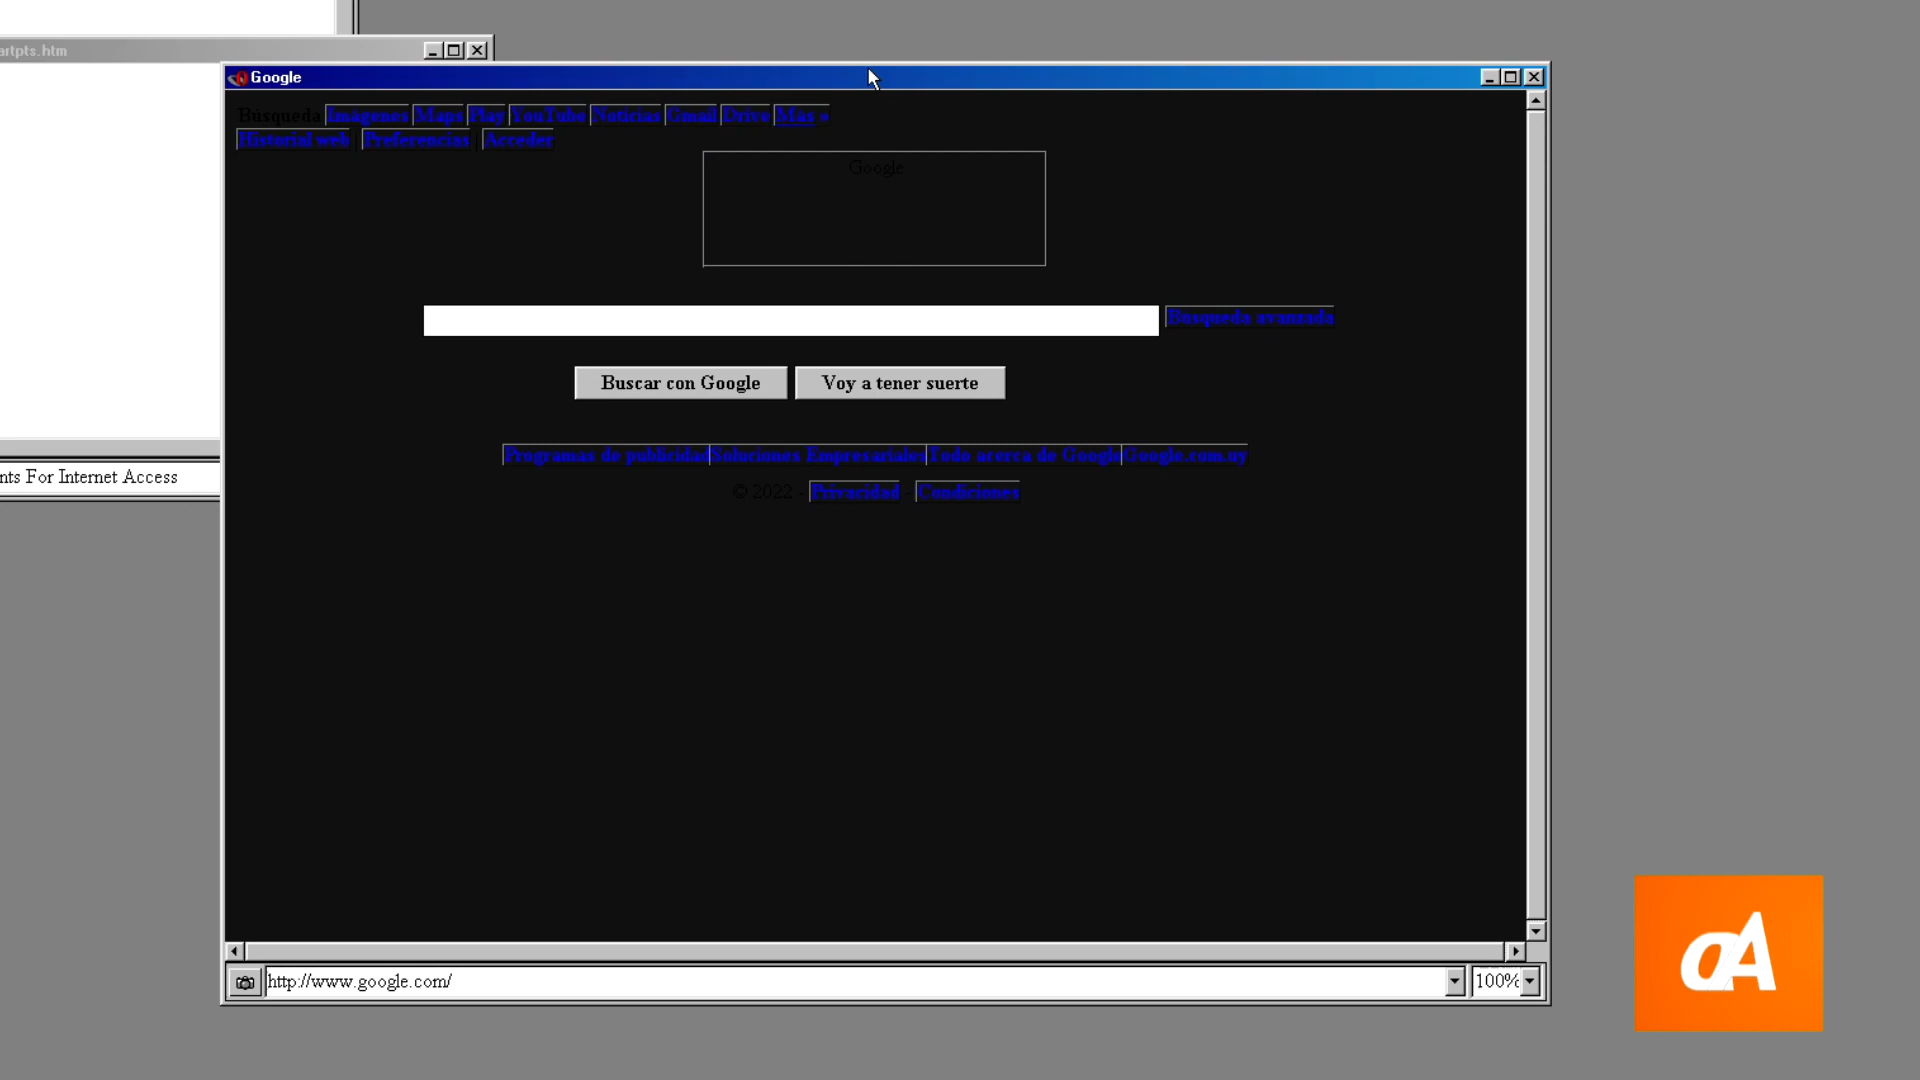 artpts.htm
Google
Búsqueda Imágenes Maps Play YouTube Noticias Gmail Drive Más »
Historial web Preferencias Acceder
Google
Búsqueda avanzada
Buscar con Google Voy a tener suerte
Programas de publicidad Soluciones Empresariales Todo acerca de Google Google.com.uy
© 2022 - Privacidad - Condiciones
nts For Internet Access
http://www.google.com/ 100%